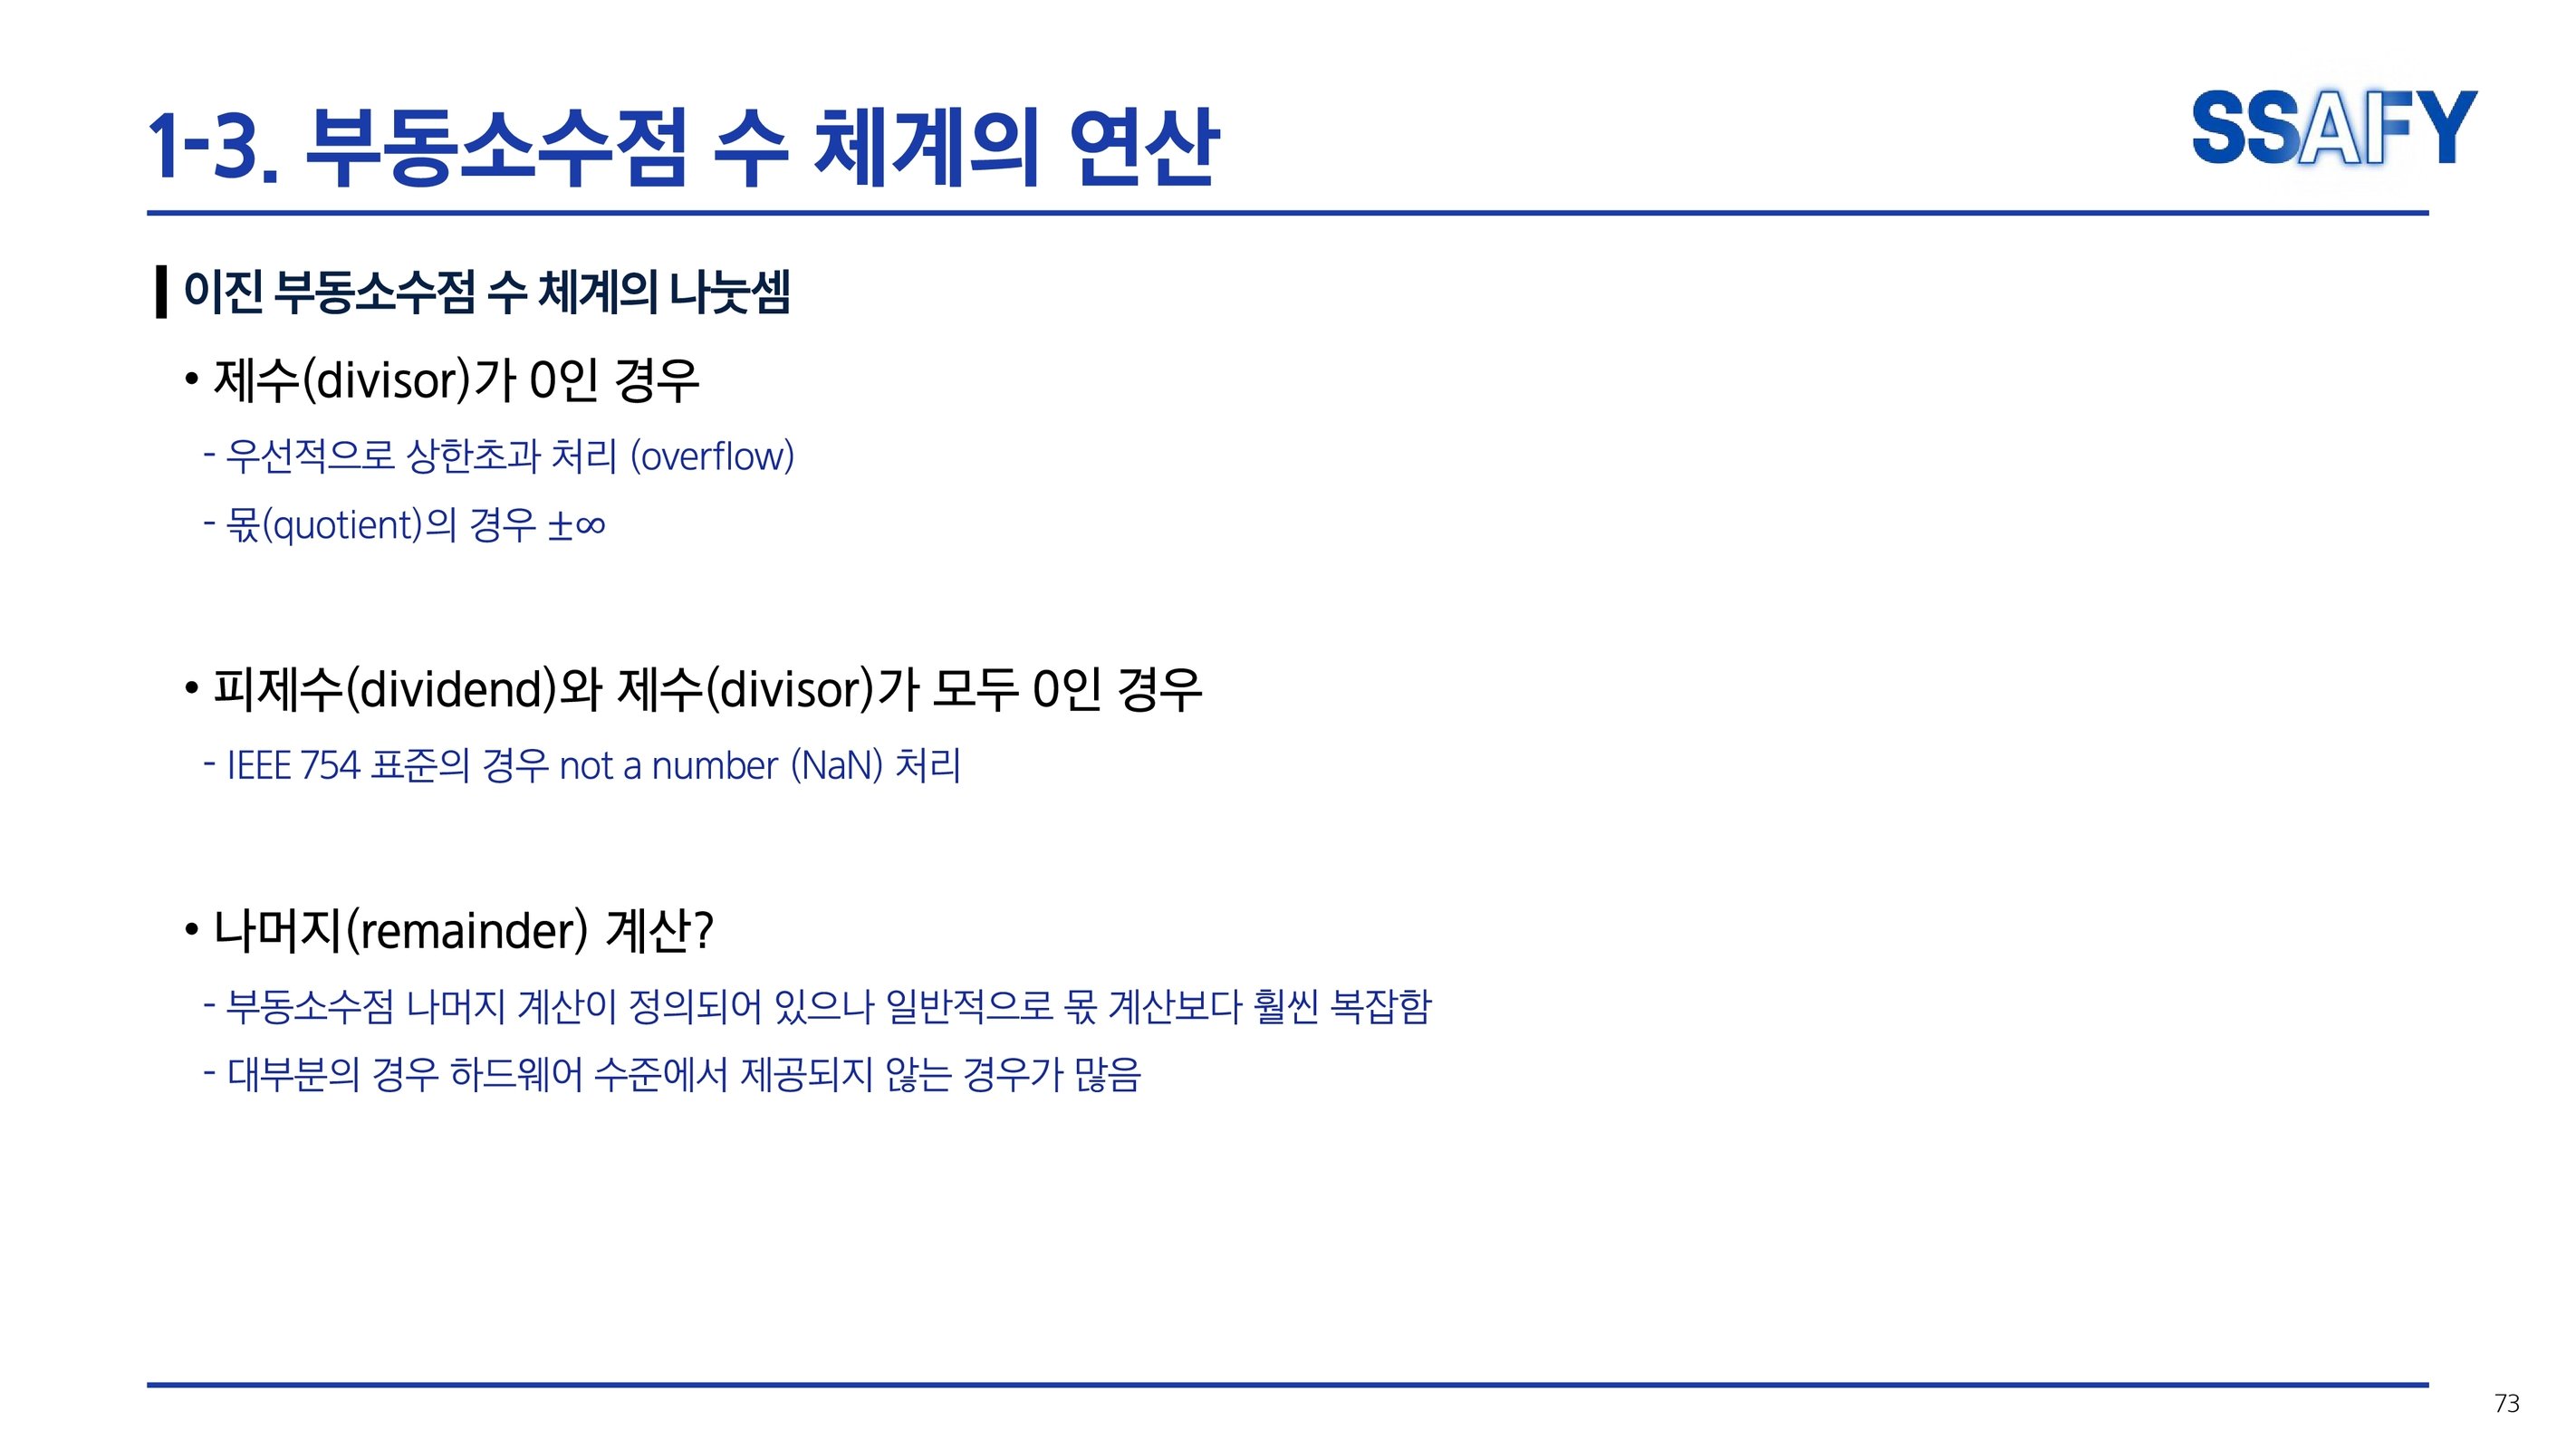 1-3. 부동소수점 수 체계의 연산
SSAFY
이진 부동소수점 수 체계의 나눗셈
• 제수(divisor)가 0인 경우
- 우선적으로 상한초과 처리 (overflow)
- 몫(quotient)의 경우 ±∞
• 피제수(dividend)와 제수(divisor)가 모두 0인 경우
- IEEE 754 표준의 경우 not a number (NaN) 처리
• 나머지(remainder) 계산?
- 부동소수점 나머지 계산이 정의되어 있으나 일반적으로 몫 계산보다 훨씬 복잡함
- 대부분의 경우 하드웨어 수준에서 제공되지 않는 경우가 많음
73